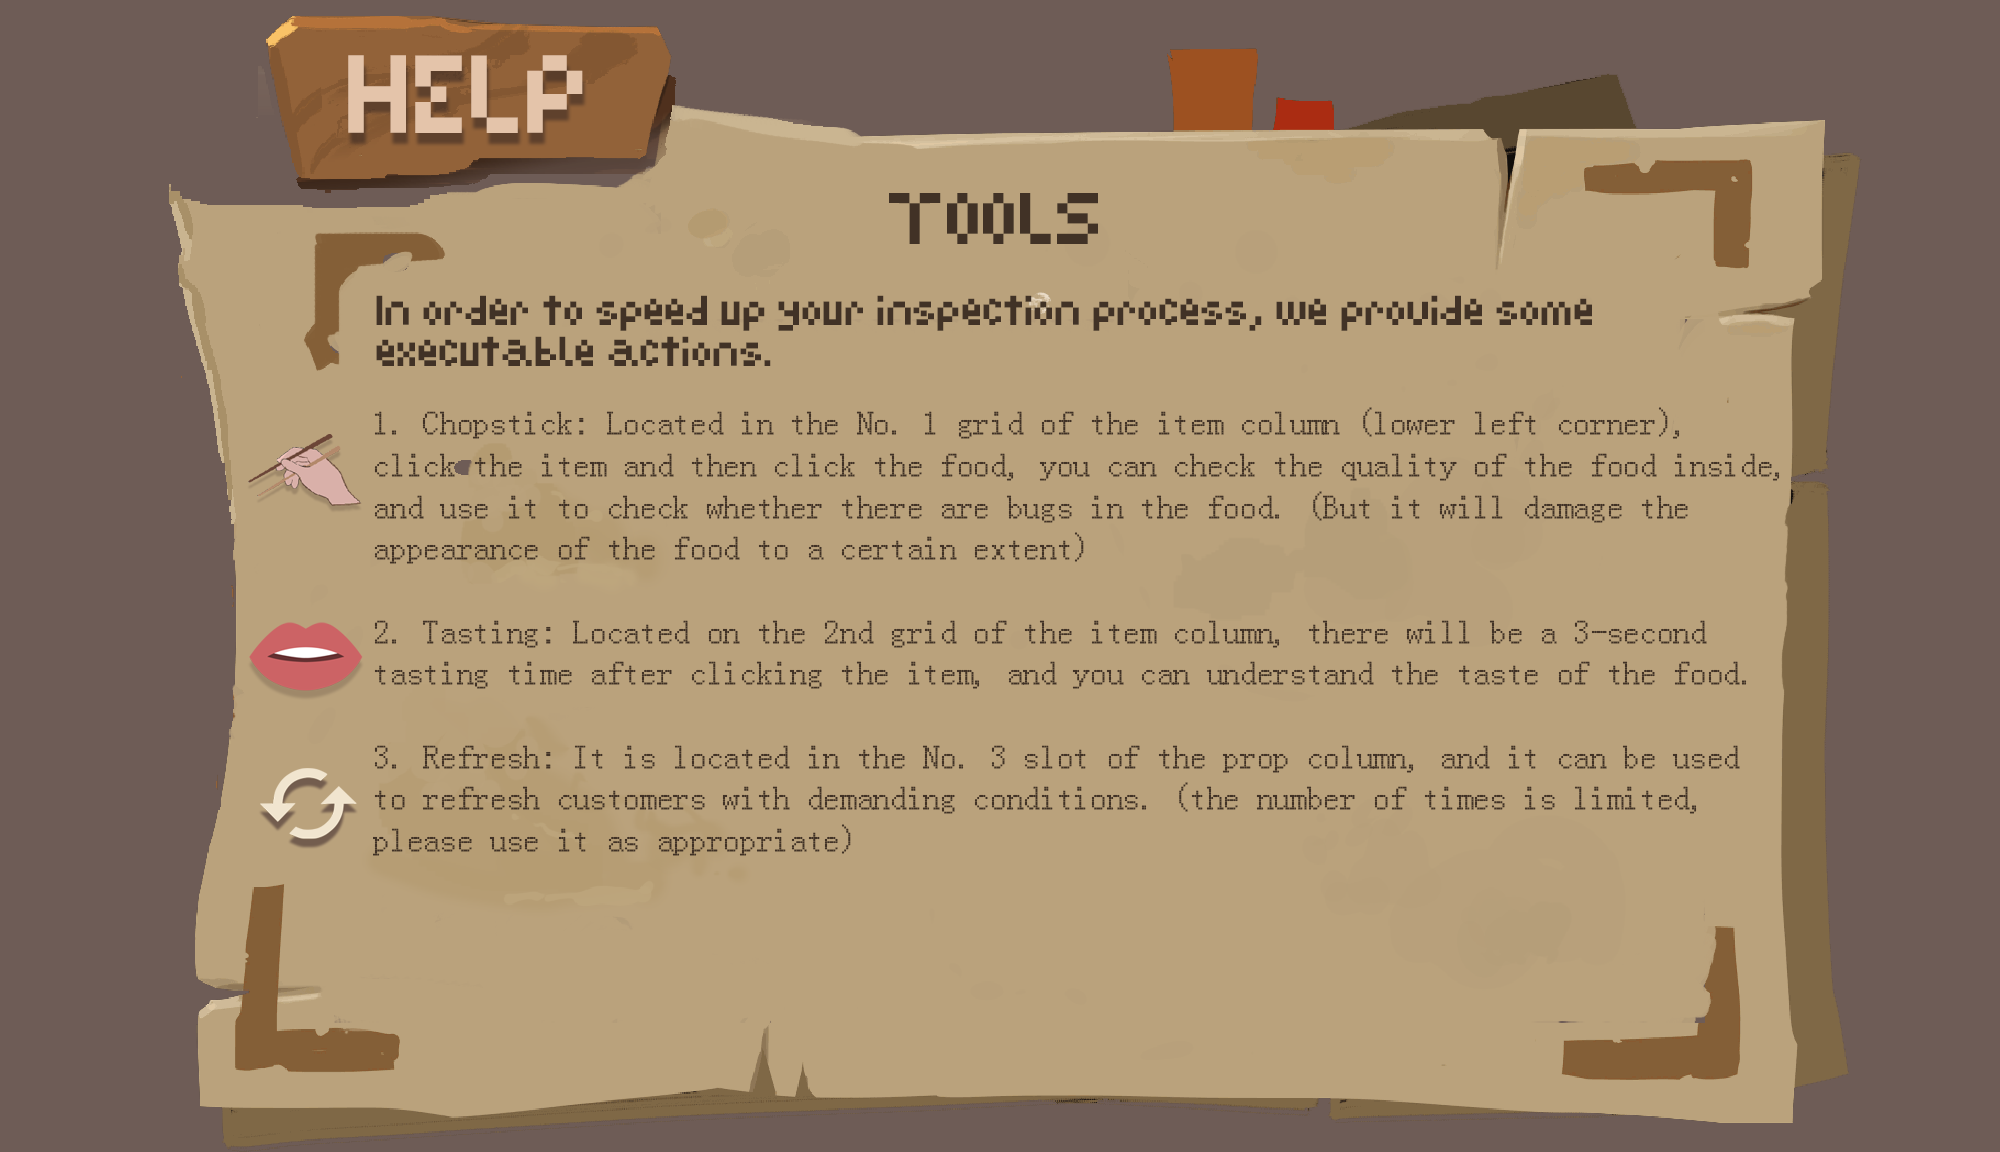 HELP
TOOLS
In order to speed up your inspection process, we provide some
executable actions.
1. Chopstick: Located in the No. 1 grid of the item column (lower left corner),
click the item and then click the food, you can check the quality of the food inside,
and use it to check whether there are bugs in the food. (But it will damage the
appearance of the food to a certain extent)
2. Tasting: Located on the 2nd grid of the item column, there will be a 3-second
tasting time after clicking the item, and you can understand the taste of the food.
3. Refresh: It is located in the No. 3 slot of the prop column, and it can be used
to refresh customers with demanding conditions. (the number of times is limited,
please use it as appropriate)